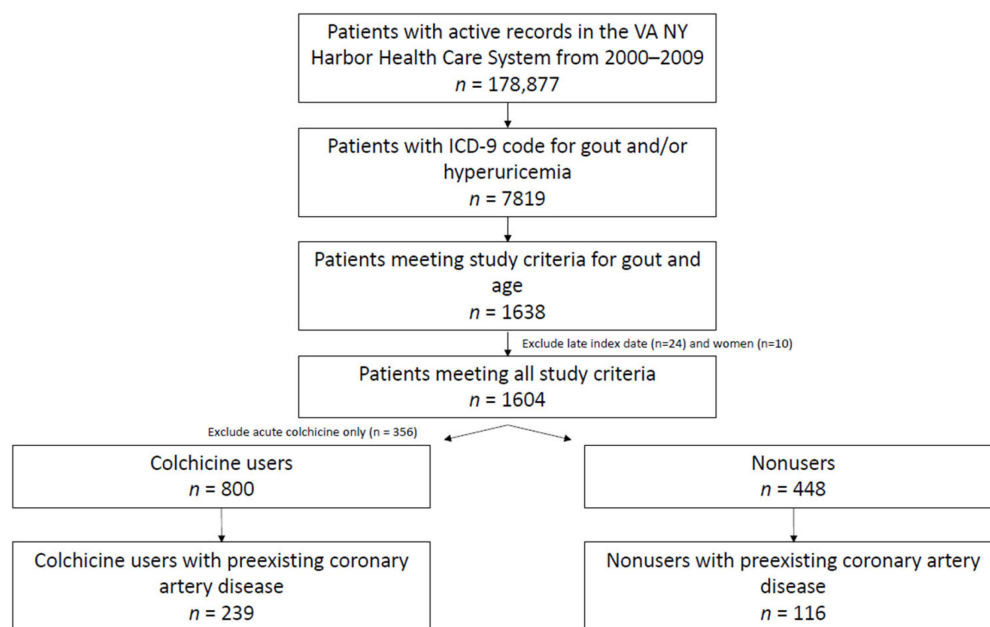 Patients with active records in the VA NY
Harbor Health Care System from 2000–2009
n = 178,877
Patients with ICD-9 code for gout and/or
hyperuricemia
n = 7819
Patients meeting study criteria for gout and
age
n = 1638
Exclude late index date (n=24) and women (n=10)
Patients meeting all study criteria
n = 1604
Exclude acute colchicine only (n = 356)
Colchicine users
n = 800
Nonusers
n = 448
Colchicine users with preexisting coronary
artery disease
n = 239
Nonusers with preexisting coronary artery
disease
n = 116